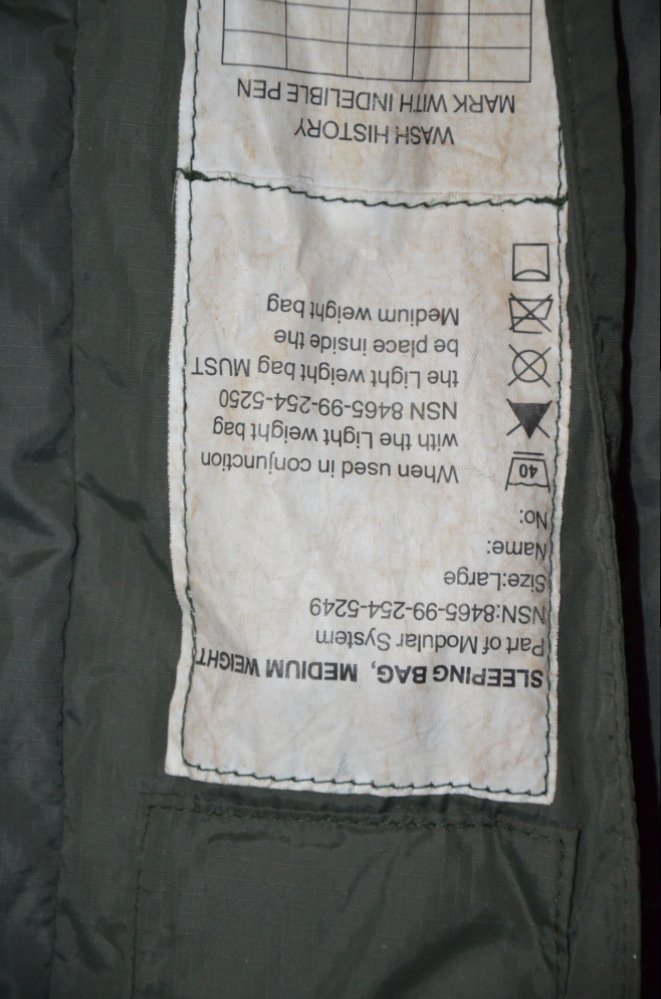 SLEEPING BAG, MEDIUM WEIGHT
Part of Modular System
NSN:8465-99-254-5249
Size:Large
Name:
No:
40
When used in conjunction
with the Light weight bag
NSN 8465-99-254-5250
the Light weight bag MUST
be place inside the
Medium weight bag
WASH HISTORY
MARK WITH INDELIBLE PEN